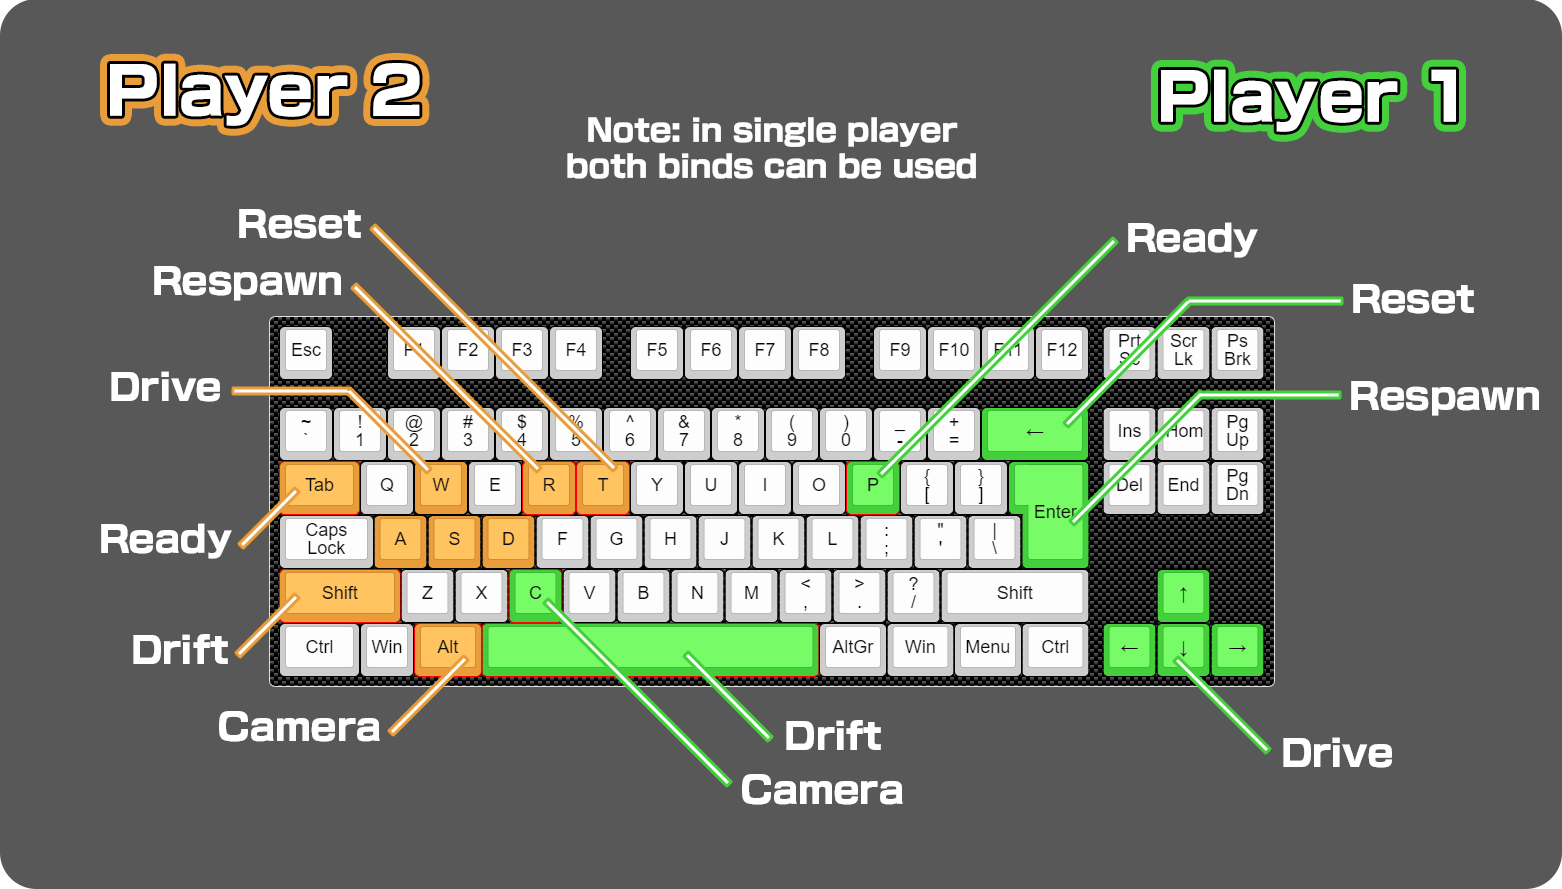 Player 2
Player 1
Note: in single player
both binds can be used
Reset
Ready
Respawn
Reset
Drive
Respawn
Esc F1 F2 F3 F4 F5 F6 F7 F8 F9 F10 F11 F12 Prt Sc Scr Lk Ps Brk
~ ! @ # $ % ^ & * ( ) _ +
` 1 2 3 4 5 6 7 8 9 0 - = ← Ins Hom Pg Up
Tab Q W E R T Y U I O P { [ } ] Enter Del End Pg Dn
Caps Lock A S D F G H J K L : ; " ' | \
Shift Z X C V B N M < , > . ? / Shift ↑
Ctrl Win Alt AltGr Win Menu Ctrl ← ↓ →
Ready
Drift
Camera
Drift
Camera
Drive